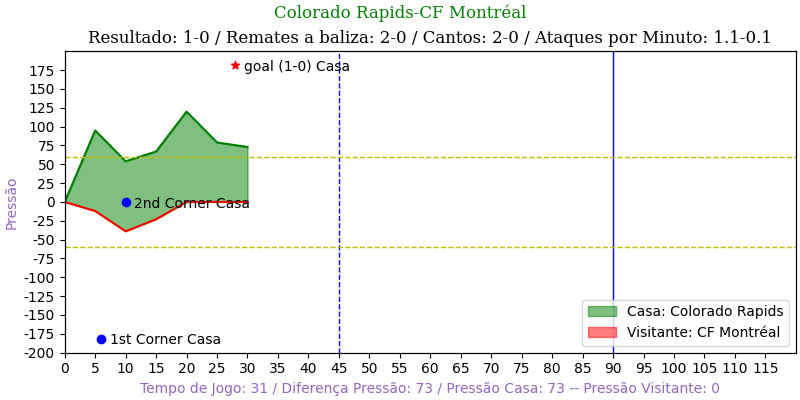 Colorado Rapids-CF Montréal
Resultado: 1-0 / Remates a baliza: 2-0 / Cantos: 2-0 / Ataques por Minuto: 1.1-0.1
Pressão
175
150
125
100
75
50
25
0
-25
-50
-75
-100
-125
-150
-175
-200
goal (1-0) Casa
2nd Corner Casa
1st Corner Casa
Casa: Colorado Rapids
Visitante: CF Montréal
0 5 10 15 20 25 30 35 40 45 50 55 60 65 70 75 80 85 90 95 100 105 110 115
Tempo de Jogo: 31 / Diferença Pressão: 73 / Pressão Casa: 73 -- Pressão Visitante: 0